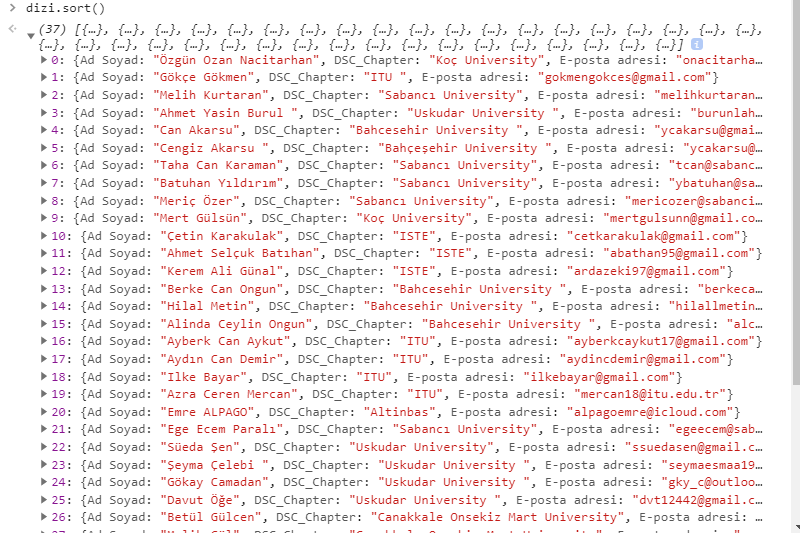 > dizi.sort()
(37) [{…}, {…}, {…}, {…}, {…}, {…}, {…}, {…}, {…}, {…}, {…}, {…}, {…}, {…}, {…}, {…}, {…}, {…}, {…},
{…}, {…}, {…}, {…}, {…}, {…}, {…}, {…}, {…}, {…}, {…}, {…}, {…}, {…}, {…}, {…}, {…}, {…}] i
0: {Ad Soyad: "Özgün Ozan Nacitarhan", DSC_Chapter: "Koç University", E-posta adresi: "onacitarha…
1: {Ad Soyad: "Gökçe Gökmen", DSC_Chapter: "ITU ", E-posta adresi: "gokmengokces@gmail.com"}
2: {Ad Soyad: "Melih Kurtaran", DSC_Chapter: "Sabancı University", E-posta adresi: "melihkurtaran…
3: {Ad Soyad: "Ahmet Yasin Burul ", DSC_Chapter: "Uskudar University ", E-posta adresi: "burunlah…
4: {Ad Soyad: "Can Akarsu", DSC_Chapter: "Bahcesehir University ", E-posta adresi: "ycakarsu@gmai…
5: {Ad Soyad: "Cengiz Akarsu ", DSC_Chapter: "Bahçeşehir University ", E-posta adresi: "ycakarsu@…
6: {Ad Soyad: "Taha Can Karaman", DSC_Chapter: "Sabancı University", E-posta adresi: "tcan@sabanc…
7: {Ad Soyad: "Batuhan Yıldırım", DSC_Chapter: "Sabancı University", E-posta adresi: "ybatuhan@sa…
8: {Ad Soyad: "Meriç Özer", DSC_Chapter: "Sabancı University", E-posta adresi: "mericozer@sabanci…
9: {Ad Soyad: "Mert Gülsün", DSC_Chapter: "Koç University", E-posta adresi: "mertgulsunn@gmail.co…
10: {Ad Soyad: "Çetin Karakulak", DSC_Chapter: "ISTE", E-posta adresi: "cetkarakulak@gmail.com"}
11: {Ad Soyad: "Ahmet Selçuk Batıhan", DSC_Chapter: "ISTE", E-posta adresi: "abathan95@gmail.com"}
12: {Ad Soyad: "Kerem Ali Günal", DSC_Chapter: "ISTE", E-posta adresi: "ardazeki97@gmail.com"}
13: {Ad Soyad: "Berke Can Ongun", DSC_Chapter: "Bahcesehir University ", E-posta adresi: "berkeca…
14: {Ad Soyad: "Hilal Metin", DSC_Chapter: "Bahcesehir University ", E-posta adresi: "hilallmetin…
15: {Ad Soyad: "Alinda Ceylin Ongun", DSC_Chapter: "Bahcesehir University ", E-posta adresi: "alc…
16: {Ad Soyad: "Ayberk Can Aykut", DSC_Chapter: "ITU", E-posta adresi: "ayberkcaykut17@gmail.com"}
17: {Ad Soyad: "Aydın Can Demir", DSC_Chapter: "ITU", E-posta adresi: "aydincdemir@gmail.com"}
18: {Ad Soyad: "Ilke Bayar", DSC_Chapter: "ITU", E-posta adresi: "ilkebayar@gmail.com"}
19: {Ad Soyad: "Azra Ceren Mercan", DSC_Chapter: "ITU", E-posta adresi: "mercan18@itu.edu.tr"}
20: {Ad Soyad: "Emre ALPAGO", DSC_Chapter: "Altinbas", E-posta adresi: "alpagoemre@icloud.com"}
21: {Ad Soyad: "Ege Ecem Paralı", DSC_Chapter: "Sabancı University", E-posta adresi: "egeecem@sab…
22: {Ad Soyad: "Süeda Şen", DSC_Chapter: "Uskudar University", E-posta adresi: "ssuedasen@gmail.c…
23: {Ad Soyad: "Şeyma Çelebi ", DSC_Chapter: "Uskudar University ", E-posta adresi: "seymaesmaa19…
24: {Ad Soyad: "Gökay Camadan", DSC_Chapter: "Uskudar University ", E-posta adresi: "gky_c@outloo…
25: {Ad Soyad: "Davut Öğe", DSC_Chapter: "Uskudar University ", E-posta adresi: "dvt12442@gmail.c…
26: {Ad Soyad: "Betül Gülcen", DSC_Chapter: "Canakkale Onsekiz Mart University", E-posta adresi: …